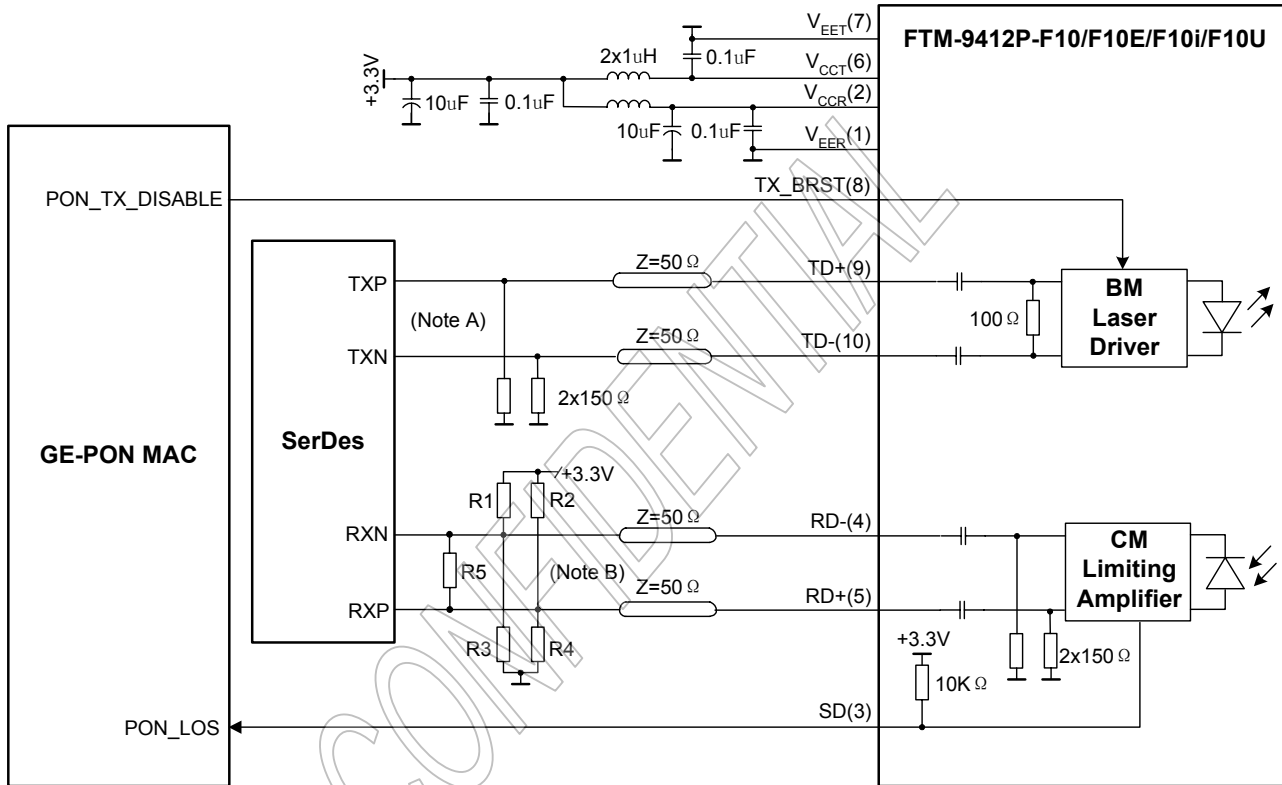 FTM-9412P-F10/F10E/F10i/F10U
VEET(7)
0.1uF
2x1uH
VCCT(6)
+3.3V
10uF
0.1uF
VCCR(2)
10uF
0.1uF
VEER(1)
PON_TX_DISABLE
TX_BRST(8)
TXP
Z=50 Ω
TD+(9)
BM
Laser
Driver
100 Ω
(Note A)
TXN
Z=50 Ω
TD-(10)
2x150 Ω
SerDes
GE-PON MAC
+3.3V
R1
R2
RXN
Z=50 Ω
RD-(4)
CM
Limiting
Amplifier
R5
(Note B)
RXP
Z=50 Ω
RD+(5)
R3
R4
+3.3V
2x150 Ω
10K Ω
SD(3)
PON_LOS
CONFIDENTIAL